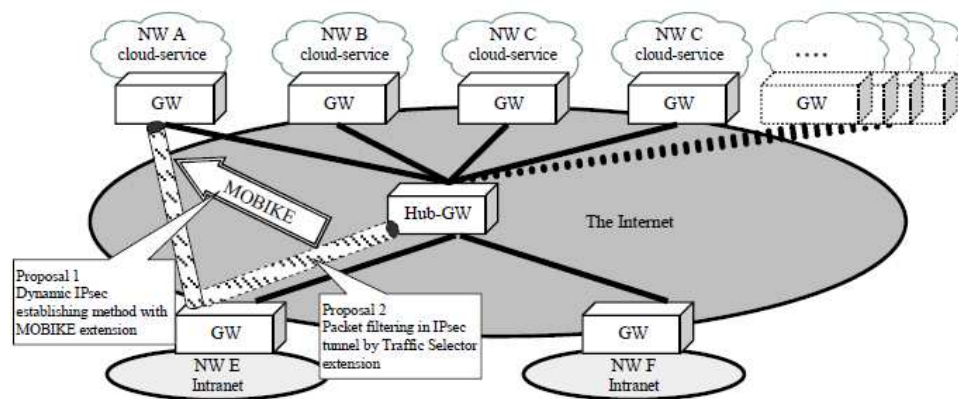 NW A
cloud-service
NW B
cloud-service
NW C
cloud-service
NW C
cloud-service
....
GW
GW
GW
GW
GW
MOBIKE
Hub-GW
The Internet
Proposal 1
Dynamic IPsec
establishing method with
MOBIKE extension
Proposal 2
Packet filtering in IPsec
tunnel by Traffic Selector
extension
GW
GW
NW E
Intranet
NW F
Intranet